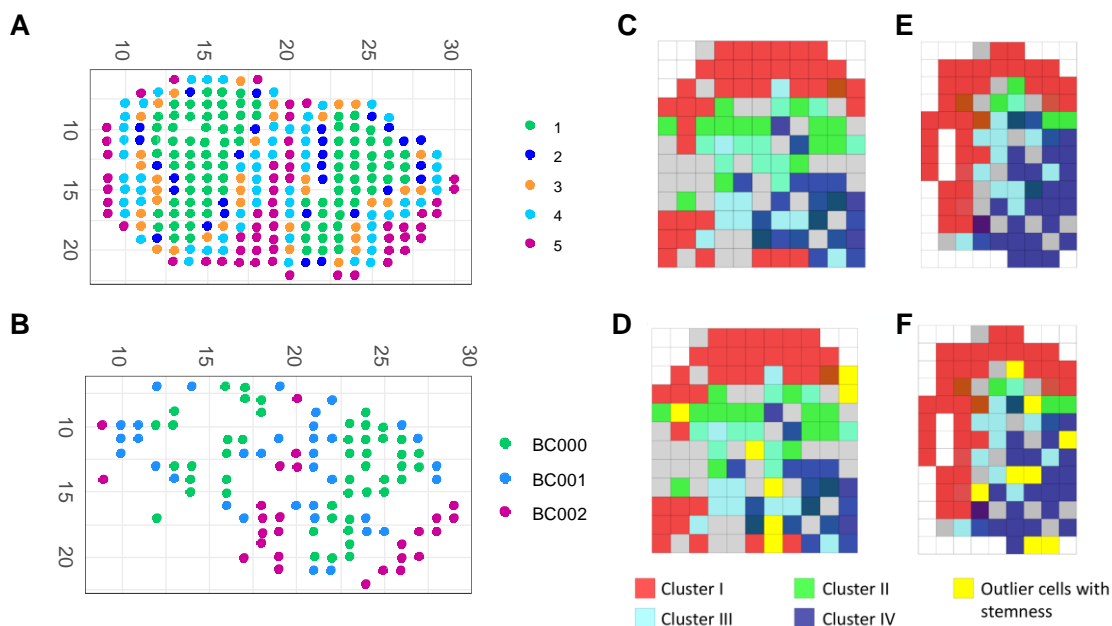 A
10 15 20 25 30
10
15
20
1
2
3
4
5
B
10 15 20 25 30
10
15
20
BC000
BC001
BC002
C
E
D
F
Cluster I
Cluster II
Outlier cells with
stemness
Cluster III
Cluster IV